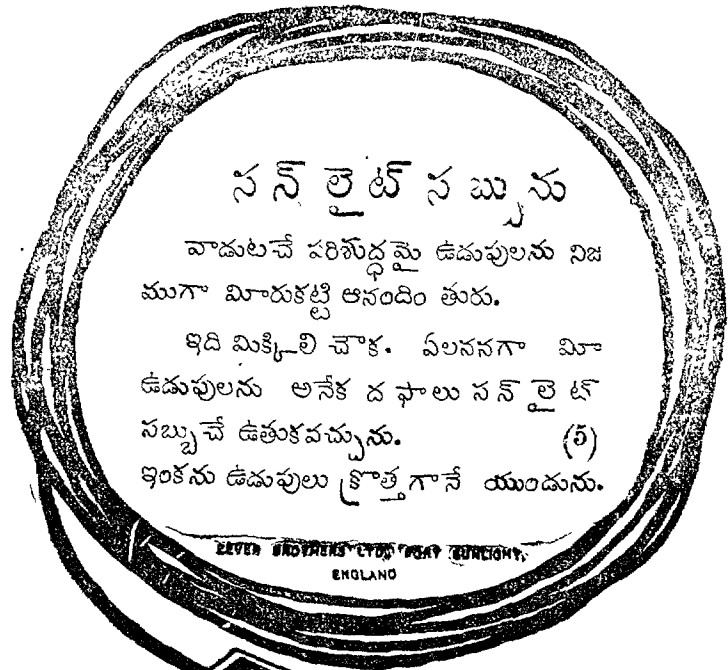 సన్ లైట్ సబ్బును
వాడుటచే పరిశుద్ధమై ఉడుపులను నిజ
ముగా మీరుకట్టి ఆనందిం తురు.
ఇది మిక్కిలి చౌక. ఏలననగా మీ
ఉడుపులను అనేక దఫాలు సన్ లైట్
సబ్బుచే ఉతుకవచ్చును. (5)
ఇంకను ఉడుపులు క్రొత్తగానే యుండును.
LEVER BROTHERS LTD., PORT SUNLIGHT,
ENGLAND